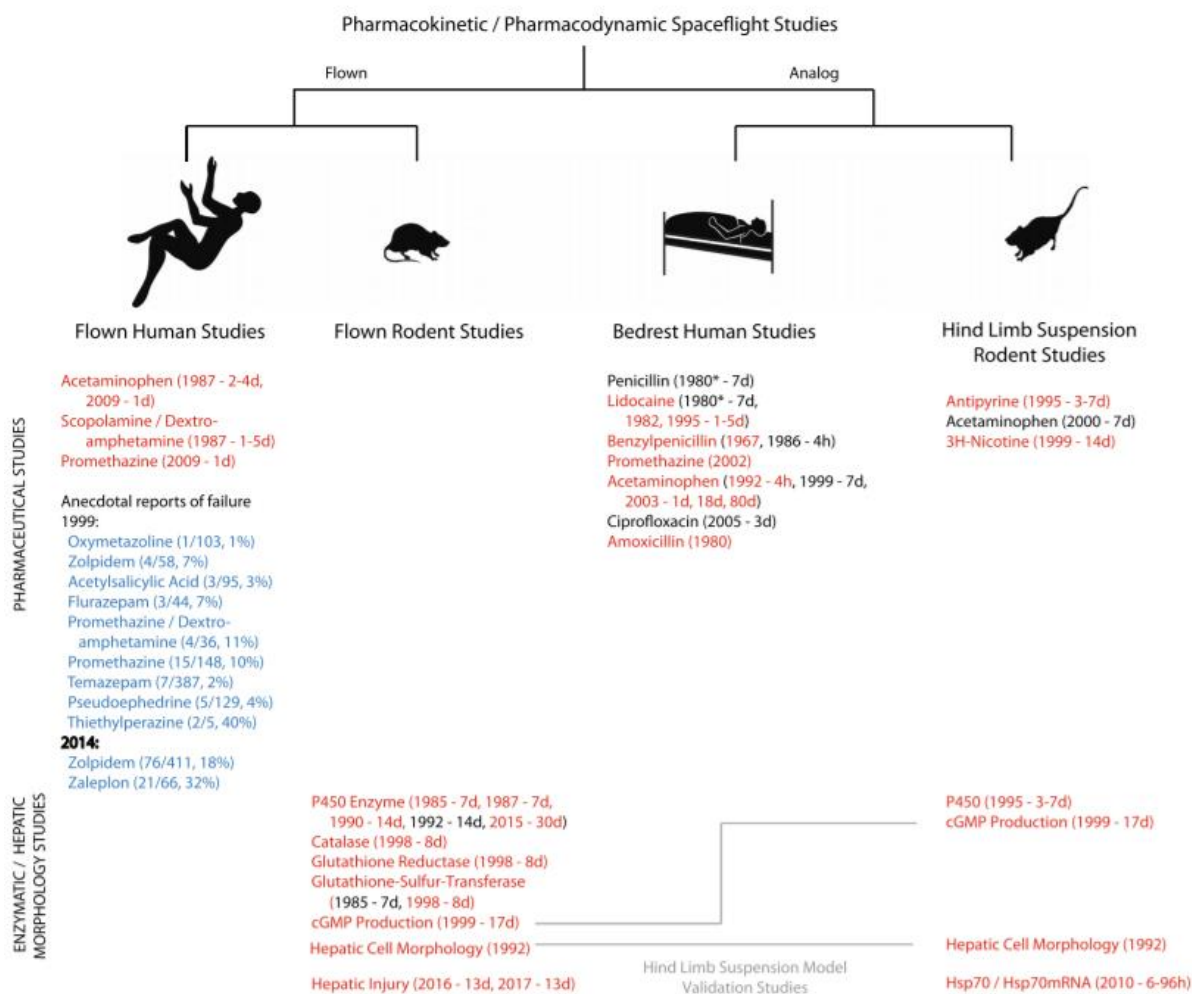 Pharmacokinetic / Pharmacodynamic Spaceflight Studies
Flown
Analog
Flown Human Studies
Flown Rodent Studies
Bedrest Human Studies
Hind Limb Suspension
Rodent Studies
PHARMACEUTICAL STUDIES
Acetaminophen (1987 - 2-4d,
2009 - 1d)
Scopolamine / Dextro-
amphetamine (1987 - 1-5d)
Promethazine (2009 - 1d)
Anecdotal reports of failure
1999:
Oxymetazoline (1/103, 1%)
Zolpidem (4/58, 7%)
Acetylsalicylic Acid (3/95, 3%)
Flurazepam (3/44, 7%)
Promethazine / Dextro-
amphetamine (4/36, 11%)
Promethazine (15/148, 10%)
Temazepam (7/387, 2%)
Pseudoephedrine (5/129, 4%)
Thiethylperazine (2/5, 40%)
2014:
Zolpidem (76/411, 18%)
Zaleplon (21/66, 32%)
Penicillin (1980* - 7d)
Lidocaine (1980* - 7d,
1982, 1995 - 1-5d)
Benzylpenicillin (1967, 1986 - 4h)
Promethazine (2002)
Acetaminophen (1992 - 4h, 1999 - 7d,
2003 - 1d, 18d, 80d)
Ciprofloxacin (2005 - 3d)
Amoxicillin (1980)
Antipyrine (1995 - 3-7d)
Acetaminophen (2000 - 7d)
3H-Nicotine (1999 - 14d)
ENZYMATIC / HEPATIC
MORPHOLOGY STUDIES
P450 Enzyme (1985 - 7d, 1987 - 7d,
1990 - 14d, 1992 - 14d, 2015 - 30d)
Catalase (1998 - 8d)
Glutathione Reductase (1998 - 8d)
Glutathione-Sulfur-Transferase
(1985 - 7d, 1998 - 8d)
cGMP Production (1999 - 17d)
Hepatic Cell Morphology (1992)
Hepatic Injury (2016 - 13d, 2017 - 13d)
Hind Limb Suspension Model
Validation Studies
P450 (1995 - 3-7d)
cGMP Production (1999 - 17d)
Hepatic Cell Morphology (1992)
Hsp70 / Hsp70mRNA (2010 - 6-96h)